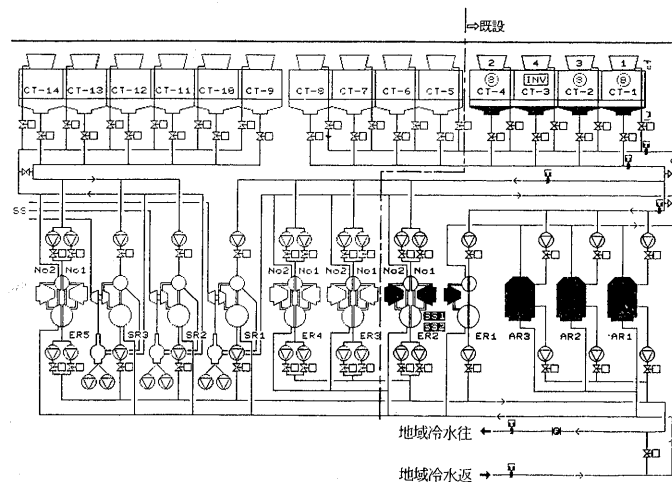 ⇨既設
2 4 3 1
S INV S S
CT-14 CT-13 CT-12 CT-11 CT-10 CT-9 CT-8 CT-7 CT-6 CT-5 CT-4 CT-3 CT-2 CT-1
SS
No2 No1 No2 No1 No2 No1 No2 No1
SS1
SS2
ER5 SR3 SR2 SR1 ER4 ER3 ER2 ER1 AR3 AR2 AR1
地域冷水往
地域冷水返